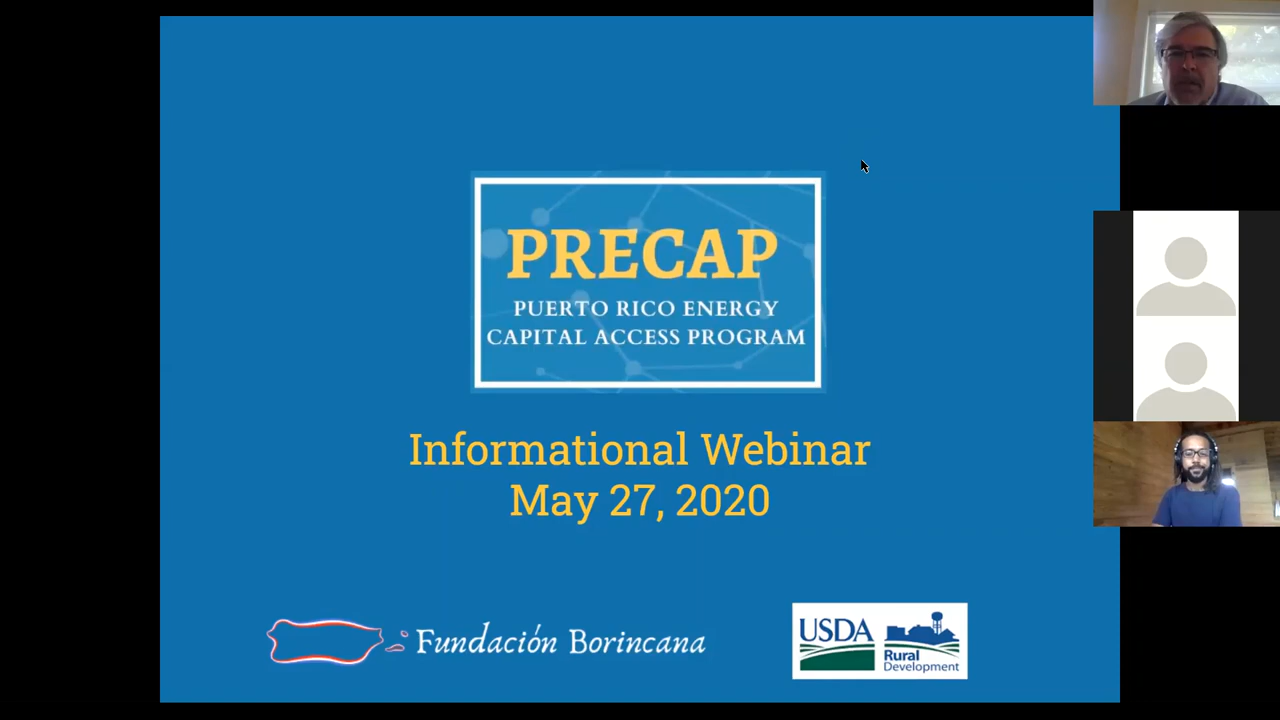 PRECAP
PUERTO RICO ENERGY
CAPITAL ACCESS PROGRAM
Informational Webinar
May 27, 2020
Fundación Borincana
USDA
Rural
Development